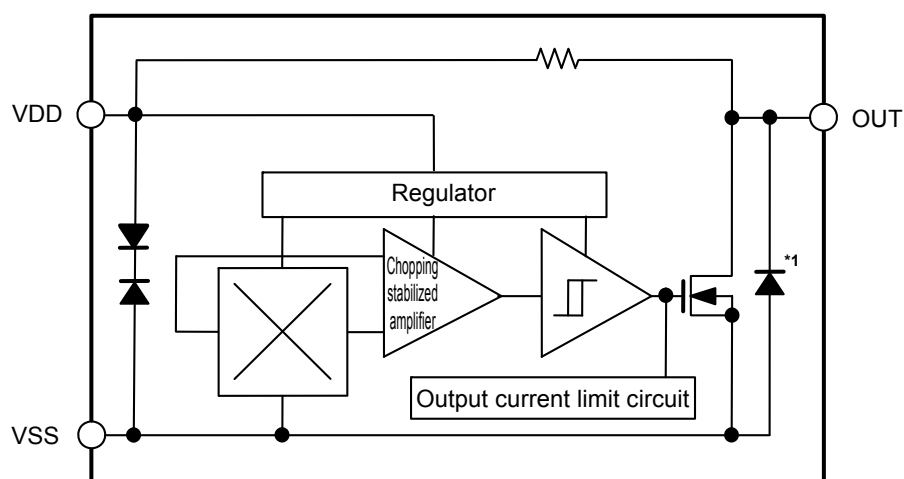 VDD
OUT
Regulator
Chopping
stabilized
amplifier
*1
Output current limit circuit
VSS